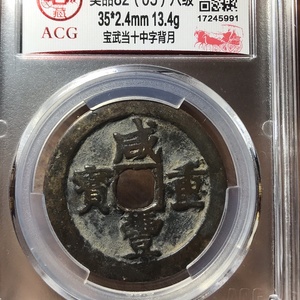 美品82（05）八级
17245991
ACG
35*2.4mm 13.4g
宝武当十中字背月
咸
寶 重
豐